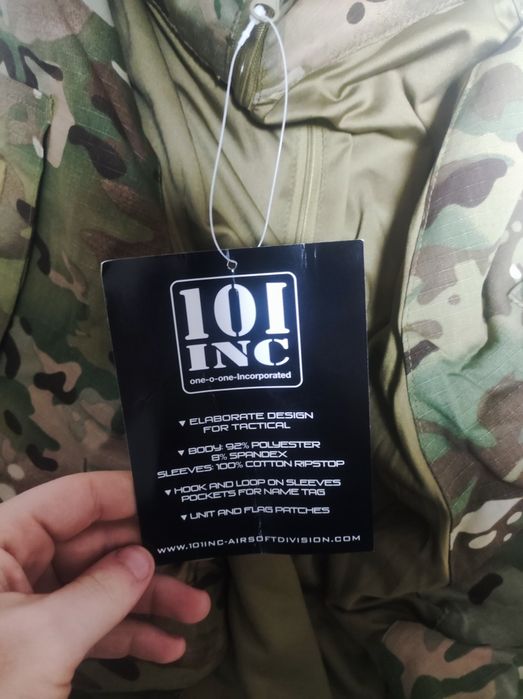 101
INC
one-o-one-incorporated
▼ ELABORATE DESIGN
FOR TACTICAL
▼ BODY: 92% POLYESTER
8% SPANDEX
SLEEVES: 100% COTTON RIPSTOP
▼ HOOK AND LOOP ON SLEEVES
POCKETS FOR NAME TAG
▼ UNIT AND FLAG PATCHES
WWW.101INC-AIRSOFTDIVISION.COM